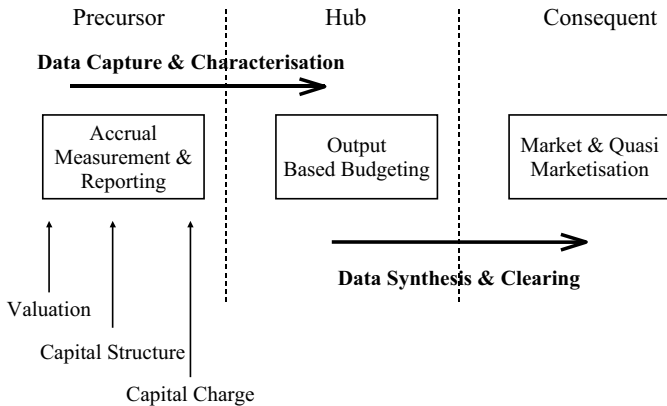 Precursor
Hub
Consequent
Data Capture & Characterisation
Accrual
Measurement &
Reporting
Output
Based Budgeting
Market & Quasi
Marketisation
Data Synthesis & Clearing
Valuation
Capital Structure
Capital Charge